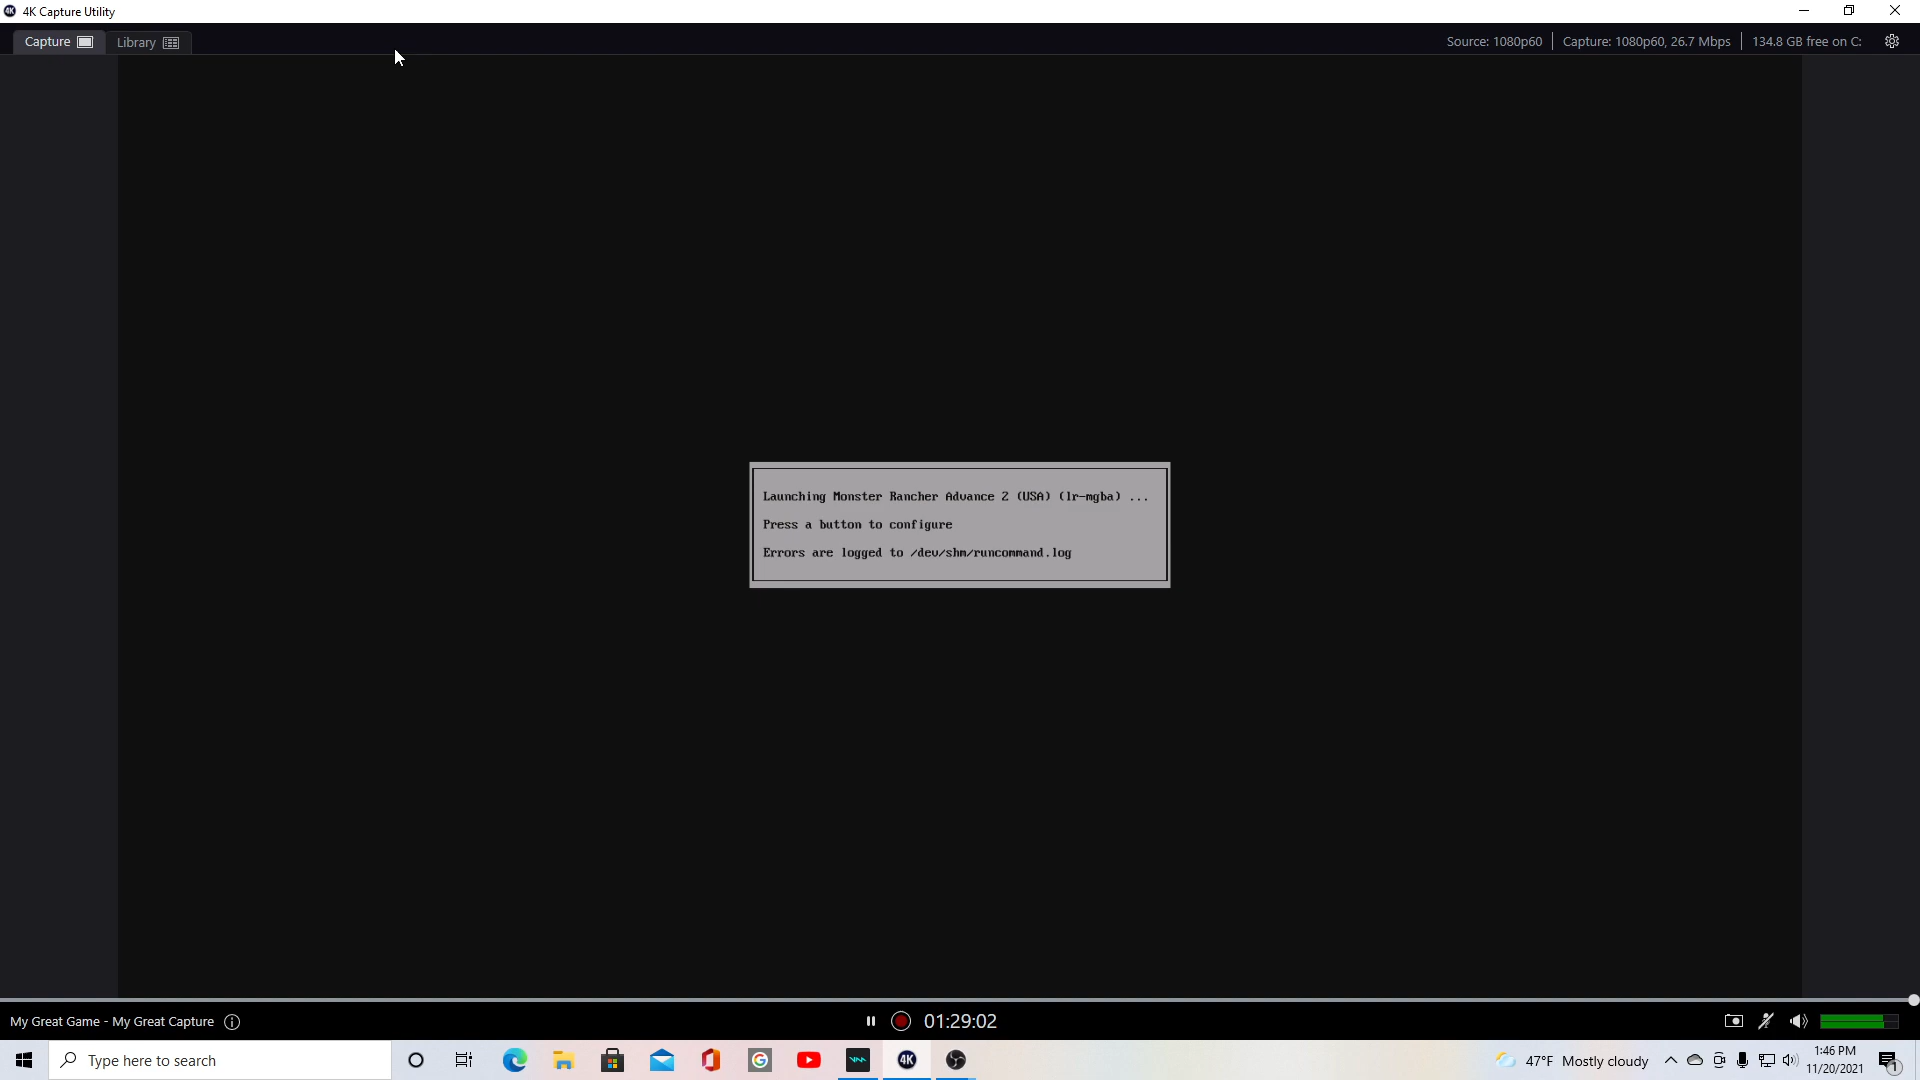 4K Capture Utility
Capture
Library
Source: 1080p60
Capture: 1080p60, 26.7 Mbps
134.8 GB free on C:
Launching Monster Rancher Advance 2 (USA) (lr-mgba) ...
Press a button to configure
Errors are logged to /dev/shm/runcommand.log
My Great Game - My Great Capture
01:29:02
Type here to search
4K
47°F Mostly cloudy
1:46 PM
11/20/2021
1